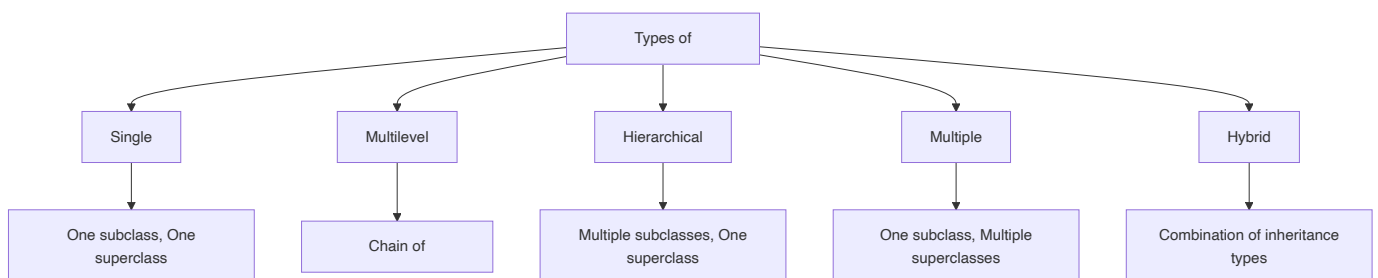 Types of
Single
Multilevel
Hierarchical
Multiple
Hybrid
One subclass, One
superclass
Chain of
Multiple subclasses, One
superclass
One subclass, Multiple
superclasses
Combination of inheritance
types